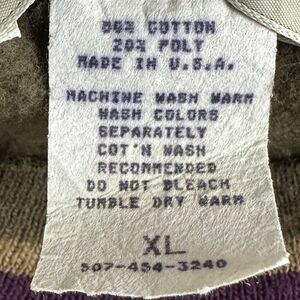 80% COTTON
20% POLY
MADE IN U.S.A.
MACHINE WASH WARM
WASH COLORS
SEPARATELY
COT'N WASH
RECOMMENDED
DO NOT BLEACH
TUMBLE DRY WARM
XL
507-454-3240